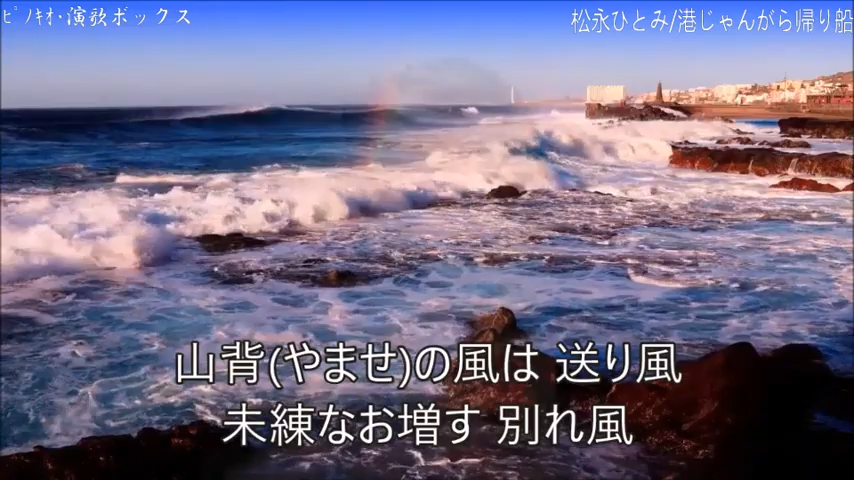 ﾋﾟﾉｷｵ･演歌ボックス
松永ひとみ/港じゃんがら帰り船
山背(やませ)の風は 送り風
未練なお増す 別れ風